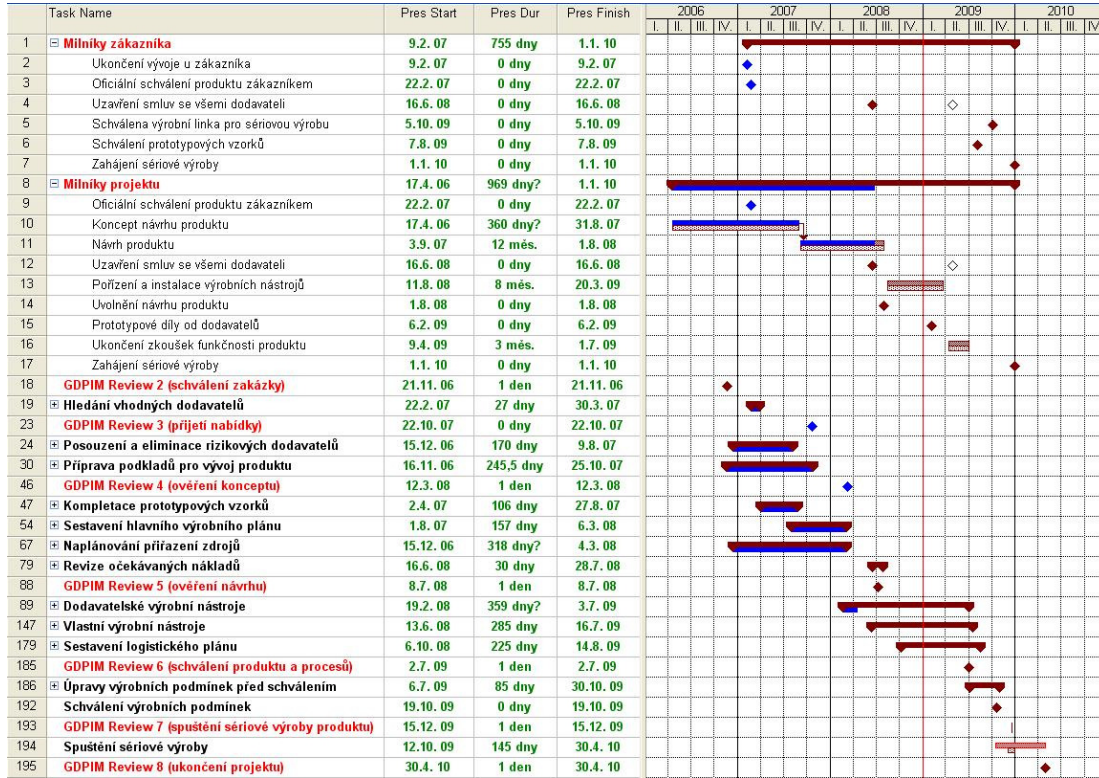 Task Name Pres Start Pres Dur Pres Finish 2006 2007 2008 2009 2010
I. II. III. IV. I. II. III. IV. I. II. III. IV. I. II. III. IV. I. II. III. IV
1 Milníky zákazníka 9.2. 07 755 dny 1.1. 10
2 Ukončení vývoje u zákazníka 9.2. 07 0 dny 9.2. 07
3 Oficiální schválení produktu zákazníkem 22.2. 07 0 dny 22.2. 07
4 Uzavření smluv se všemi dodavateli 16.6. 08 0 dny 16.6. 08
5 Schválena výrobní linka pro sériovou výrobu 5.10. 09 0 dny 5.10. 09
6 Schválení prototypových vzorků 7.8. 09 0 dny 7.8. 09
7 Zahájení sériové výroby 1.1. 10 0 dny 1.1. 10
8 Milníky projektu 17.4. 06 969 dny? 1.1. 10
9 Oficiální schválení produktu zákazníkem 22.2. 07 0 dny 22.2. 07
10 Koncept návrhu produktu 17.4. 06 360 dny? 31.8. 07
11 Návrh produktu 3.9. 07 12 měs. 1.8. 08
12 Uzavření smluv se všemi dodavateli 16.6. 08 0 dny 16.6. 08
13 Pořízení a instalace výrobních nástrojů 11.8. 08 8 měs. 20.3. 09
14 Uvolnění návrhu produktu 1.8. 08 0 dny 1.8. 08
15 Prototypové díly od dodavatelů 6.2. 09 0 dny 6.2. 09
16 Ukončení zkoušek funkčnosti produktu 9.4. 09 3 měs. 1.7. 09
17 Zahájení sériové výroby 1.1. 10 0 dny 1.1. 10
18 GDPIM Review 2 (schválení zakázky) 21.11. 06 1 den 21.11. 06
19 Hledání vhodných dodavatelů 22.2. 07 27 dny 30.3. 07
23 GDPIM Review 3 (přijetí nabídky) 22.10. 07 0 dny 22.10. 07
24 Posouzení a eliminace rizikových dodavatelů 15.12. 06 170 dny 9.8. 07
30 Příprava podkladů pro vývoj produktu 16.11. 06 245,5 dny 25.10. 07
46 GDPIM Review 4 (ověření konceptu) 12.3. 08 1 den 12.3. 08
47 Kompletace prototypových vzorků 2.4. 07 106 dny 27.8. 07
54 Sestavení hlavního výrobního plánu 1.8. 07 157 dny 6.3. 08
67 Naplánování přiřazení zdrojů 15.12. 06 318 dny? 4.3. 08
79 Revize očekávaných nákladů 16.6. 08 30 dny 28.7. 08
88 GDPIM Review 5 (ověření návrhu) 8.7. 08 1 den 8.7. 08
89 Dodavatelské výrobní nástroje 19.2. 08 359 dny? 3.7. 09
147 Vlastní výrobní nástroje 13.6. 08 285 dny 16.7. 09
179 Sestavení logistického plánu 6.10. 08 225 dny 14.8. 09
185 GDPIM Review 6 (schválení produktu a procesů) 2.7. 09 1 den 2.7. 09
186 Úpravy výrobních podmínek před schválením 6.7. 09 85 dny 30.10. 09
192 Schválení výrobních podmínek 19.10. 09 0 dny 19.10. 09
193 GDPIM Review 7 (spuštění sériové výroby produktu) 15.12. 09 1 den 15.12. 09
194 Spuštění sériové výroby 12.10. 09 145 dny 30.4. 10
195 GDPIM Review 8 (ukončení projektu) 30.4. 10 1 den 30.4. 10